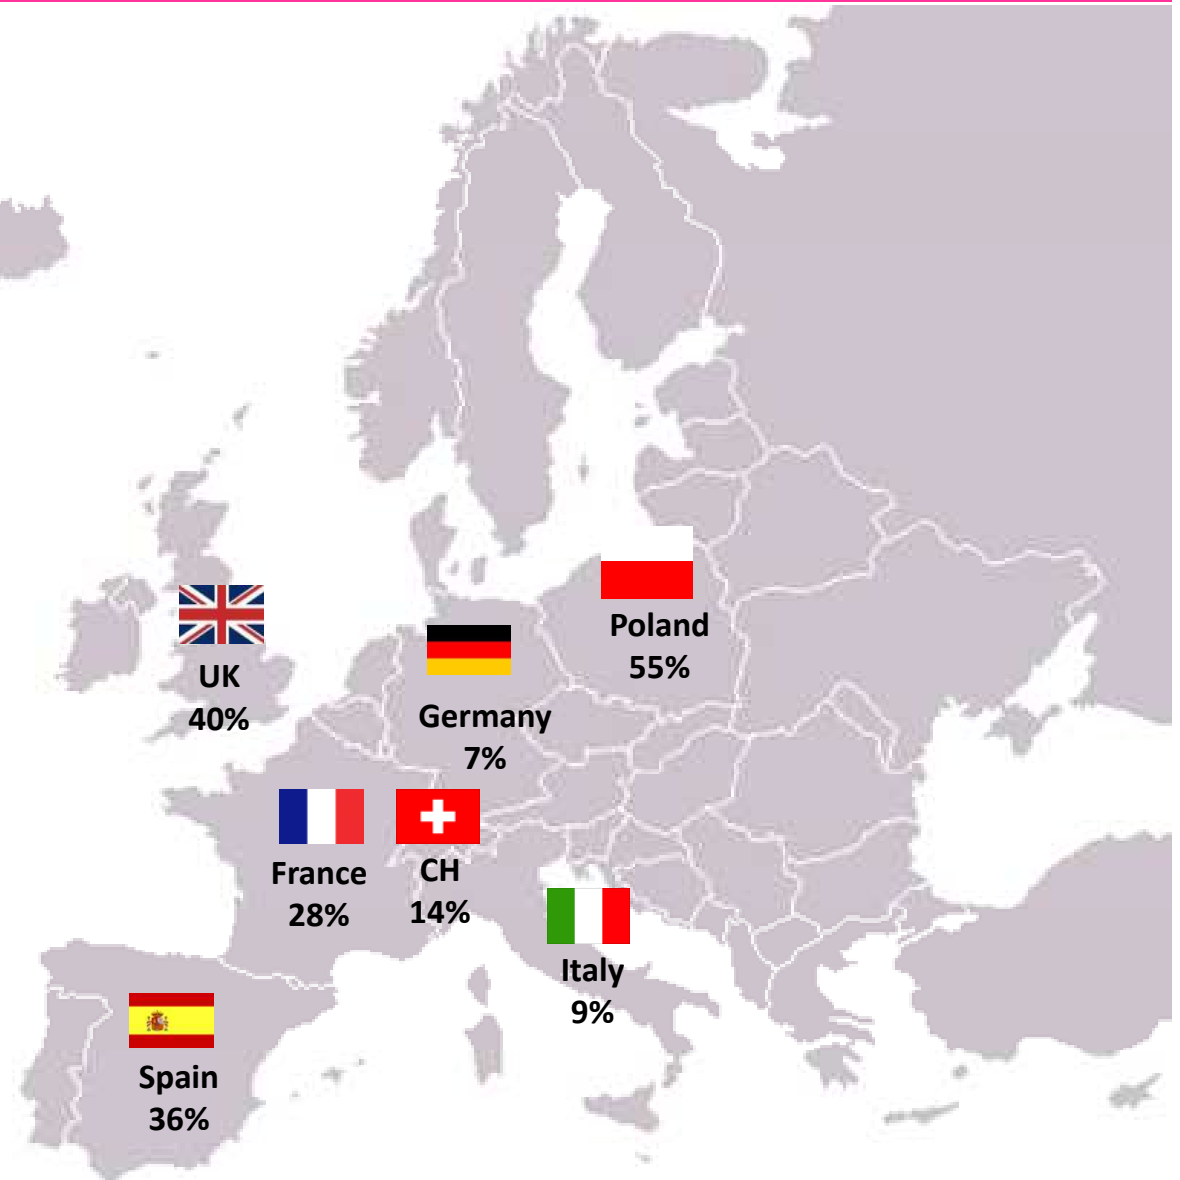 Poland
55%
UK
40%
Germany
7%
France
28%
CH
14%
Italy
9%
Spain
36%